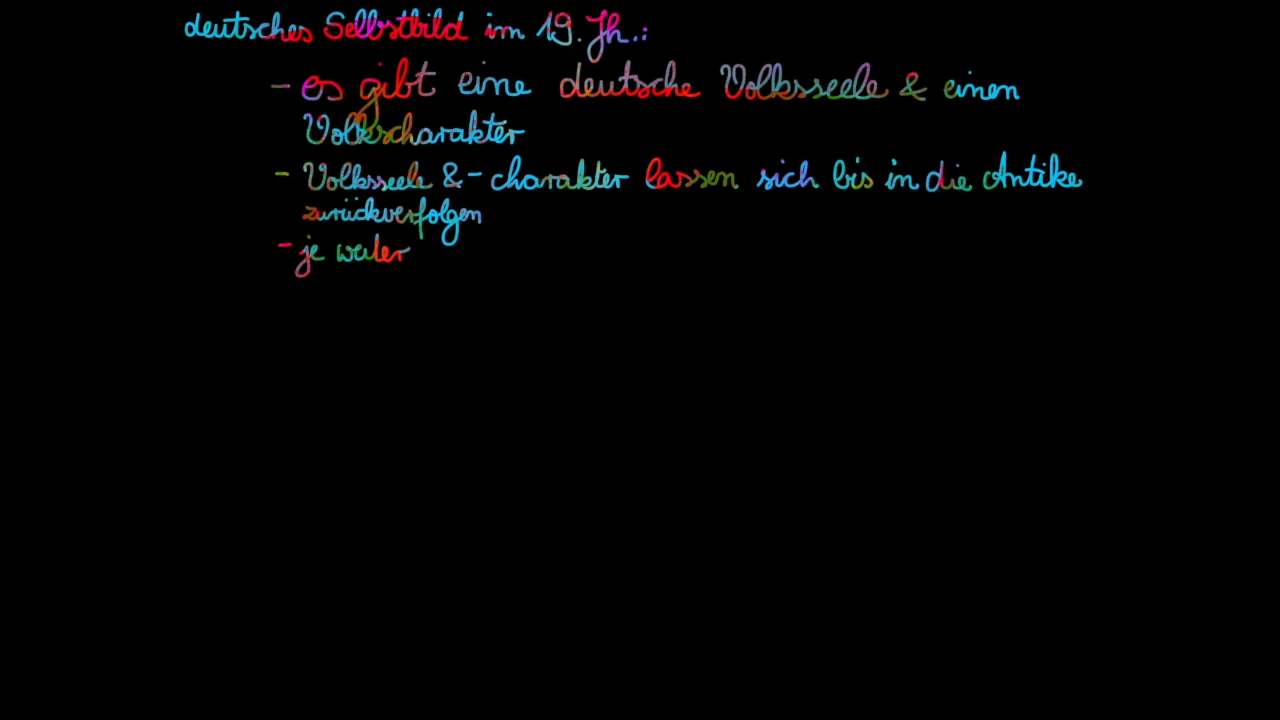 deutsches Selbstbild im 19. Jh.:
- es gibt eine deutsche Volksseele & einen
Volkscharakter
- Volksseele & -charakter lassen sich bis in die Antike
zurückverfolgen
- je weiter